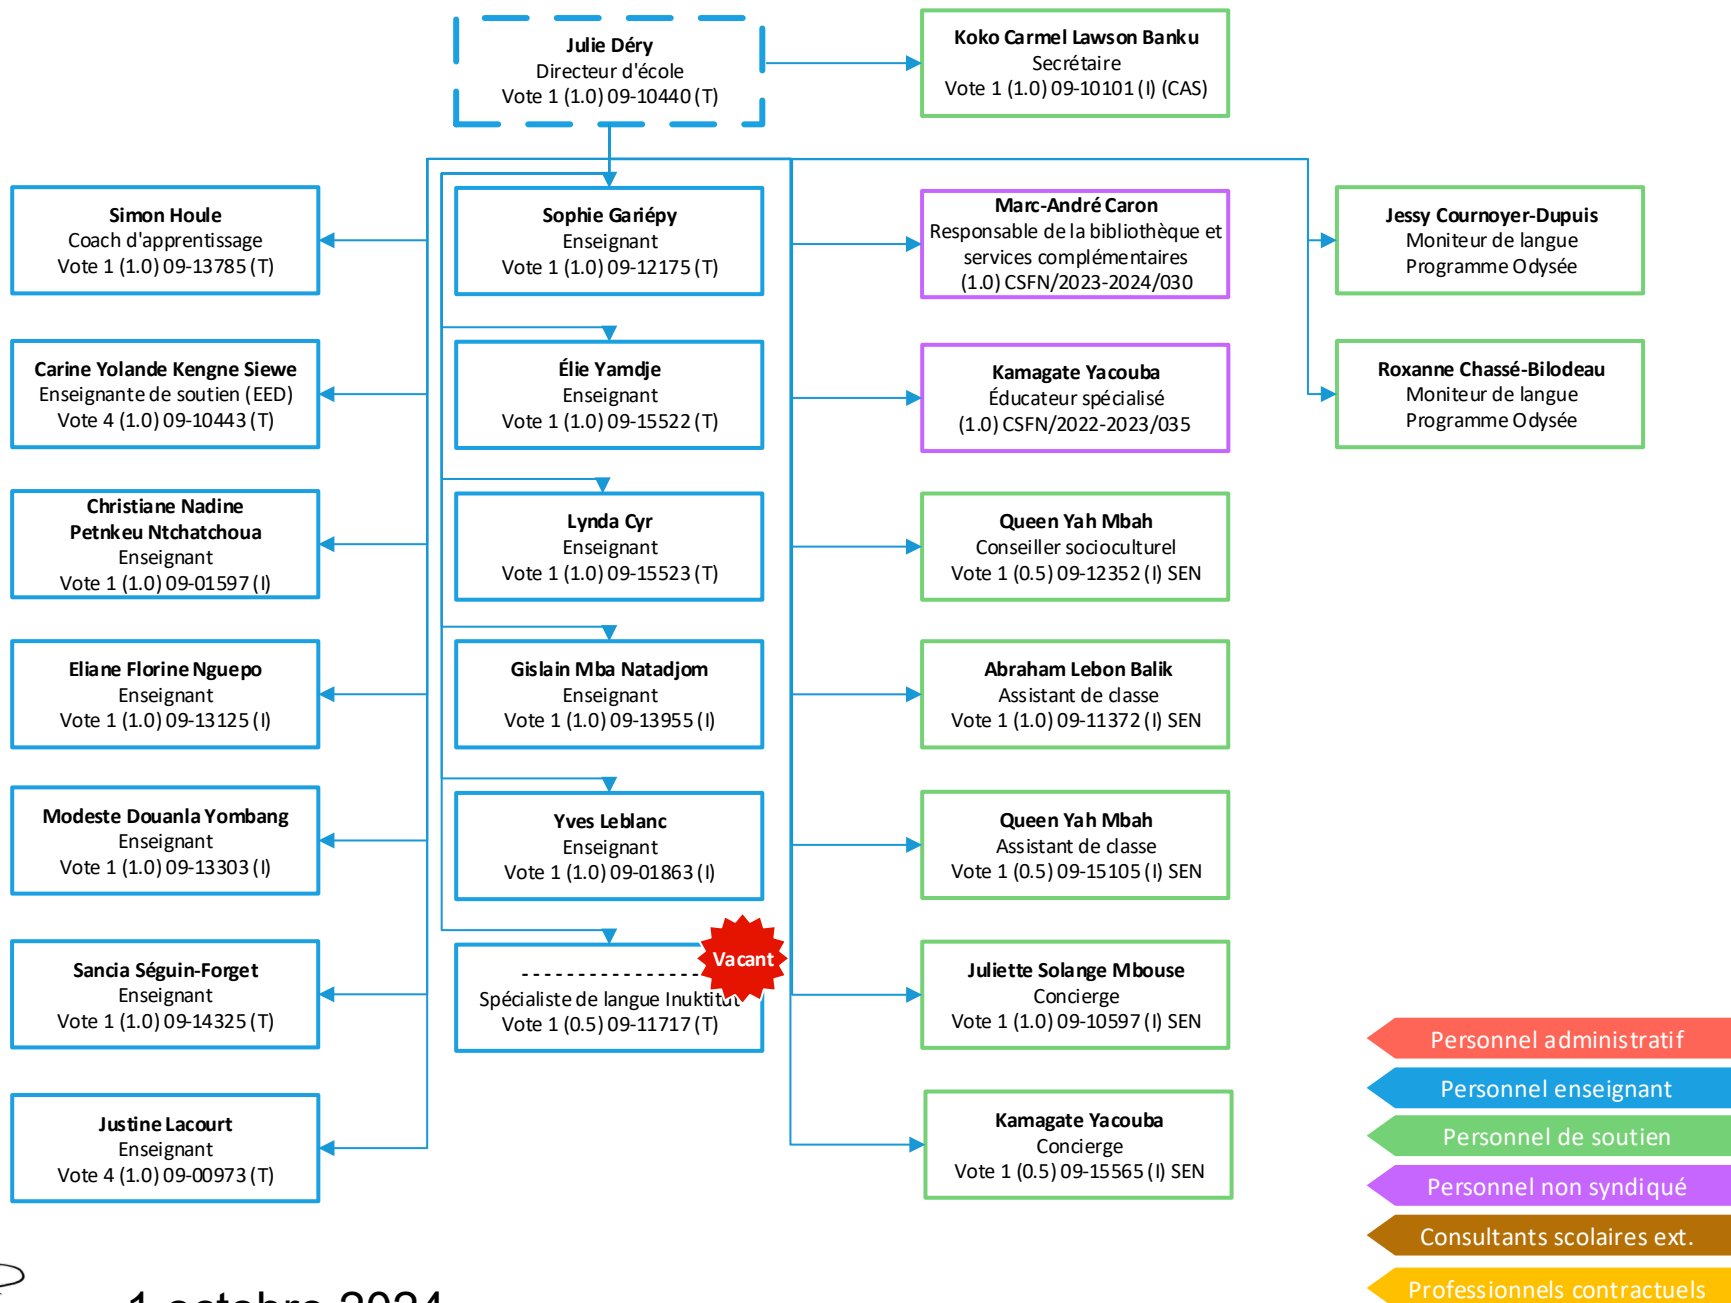 Julie Déry
Directeur d'école
Vote 1 (1.0) 09-10440 (T)
Koko Carmel Lawson Banku
Secrétaire
Vote 1 (1.0) 09-10101 (I) (CAS)
Simon Houle
Coach d'apprentissage
Vote 1 (1.0) 09-13785 (T)
Sophie Gariépy
Enseignant
Vote 1 (1.0) 09-12175 (T)
Marc-André Caron
Responsable de la bibliothèque et
services complémentaires
(1.0) CSFN/2023-2024/030
Jessy Cournoyer-Dupuis
Moniteur de langue
Programme Odysée
Carine Yolande Kengne Siewe
Enseignante de soutien (EED)
Vote 4 (1.0) 09-10443 (T)
Élie Yamdje
Enseignant
Vote 1 (1.0) 09-15522 (T)
Kamagate Yacouba
Éducateur spécialisé
(1.0) CSFN/2022-2023/035
Roxanne Chassé-Bilodeau
Moniteur de langue
Programme Odysée
Christiane Nadine
Petnkeu Ntchatchoua
Enseignant
Vote 1 (1.0) 09-01597 (I)
Lynda Cyr
Enseignant
Vote 1 (1.0) 09-15523 (T)
Queen Yah Mbah
Conseiller socioculturel
Vote 1 (0.5) 09-12352 (I) SEN
Eliane Florine Nguepo
Enseignant
Vote 1 (1.0) 09-13125 (I)
Gislain Mba Natadjom
Enseignant
Vote 1 (1.0) 09-13955 (I)
Abraham Lebon Balik
Assistant de classe
Vote 1 (1.0) 09-11372 (I) SEN
Modeste Douanla Yombang
Enseignant
Vote 1 (1.0) 09-13303 (I)
Yves Leblanc
Enseignant
Vote 1 (1.0) 09-01863 (I)
Queen Yah Mbah
Assistant de classe
Vote 1 (0.5) 09-15105 (I) SEN
Sancia Séguin-Forget
Enseignant
Vote 1 (1.0) 09-14325 (T)
Vacant
----------------
Spécialiste de langue Inuktitut
Vote 1 (0.5) 09-11717 (T)
Juliette Solange Mbouse
Concierge
Vote 1 (1.0) 09-10597 (I) SEN
Justine Lacourt
Enseignant
Vote 4 (1.0) 09-00973 (T)
Kamagate Yacouba
Concierge
Vote 1 (0.5) 09-15565 (I) SEN
Personnel administratif
Personnel enseignant
Personnel de soutien
Personnel non syndiqué
Consultants scolaires ext.
Professionnels contractuels
1 octobre 2024